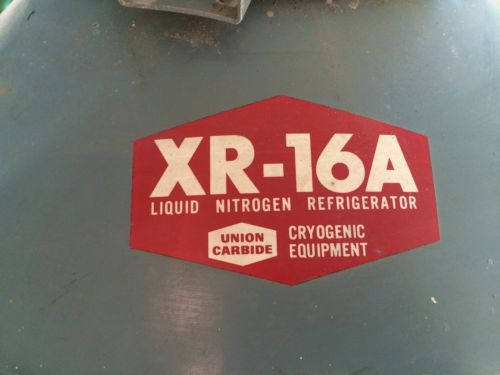 XR-16A
LIQUID NITROGEN REFRIGERATOR
UNION
CARBIDE
CRYOGENIC
EQUIPMENT